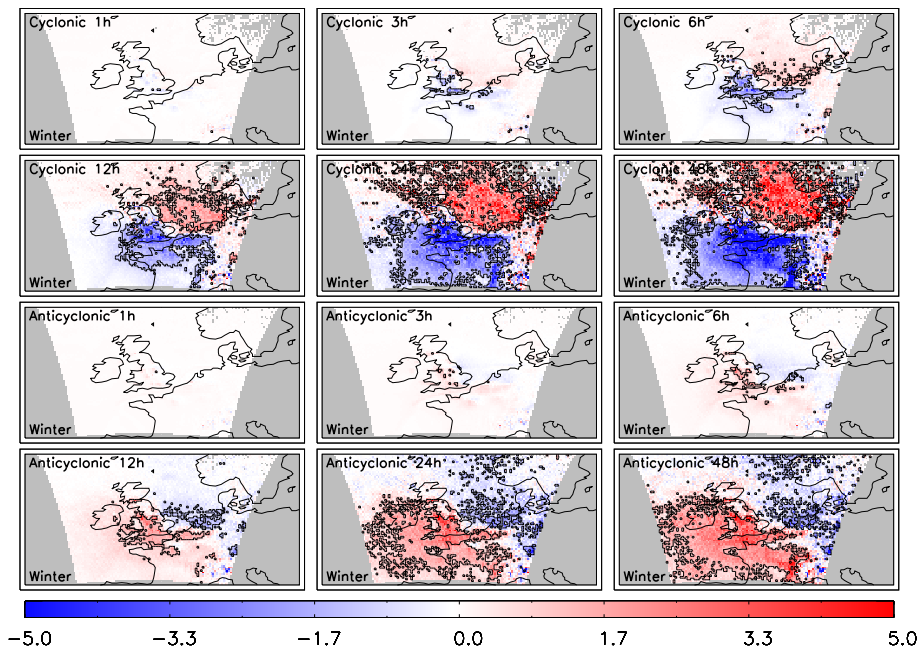 Cyclonic 1h
Cyclonic 3h
Cyclonic 6h
Winter
Winter
Winter
Cyclonic 12h
Cyclonic 24h
Cyclonic 48h
Winter
Winter
Winter
Anticyclonic 1h
Anticyclonic 3h
Anticyclonic 6h
Winter
Winter
Winter
Anticyclonic 12h
Anticyclonic 24h
Anticyclonic 48h
Winter
Winter
Winter
-5.0 -3.3 -1.7 0.0 1.7 3.3 5.0